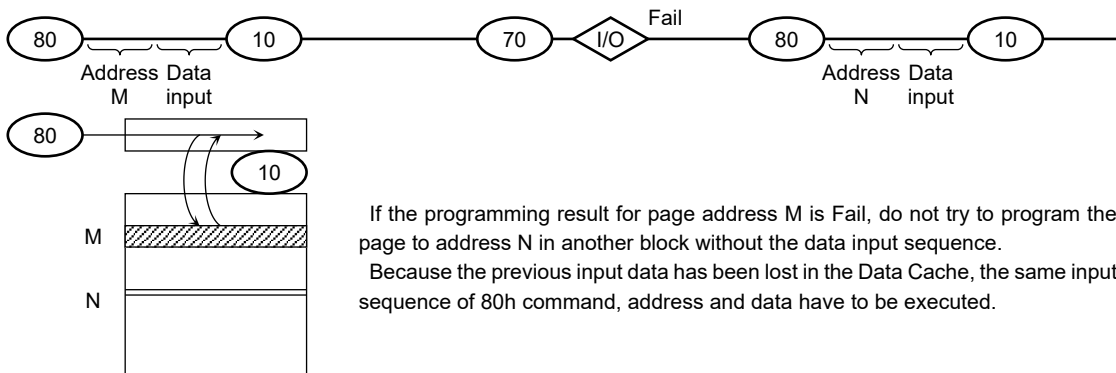 Fail
80 10 70 I/O 80 10
Address Data Address Data
M input N input
80
10
M
N
If the programming result for page address M is Fail, do not try to program the
page to address N in another block without the data input sequence.
Because the previous input data has been lost in the Data Cache, the same input
sequence of 80h command, address and data have to be executed.